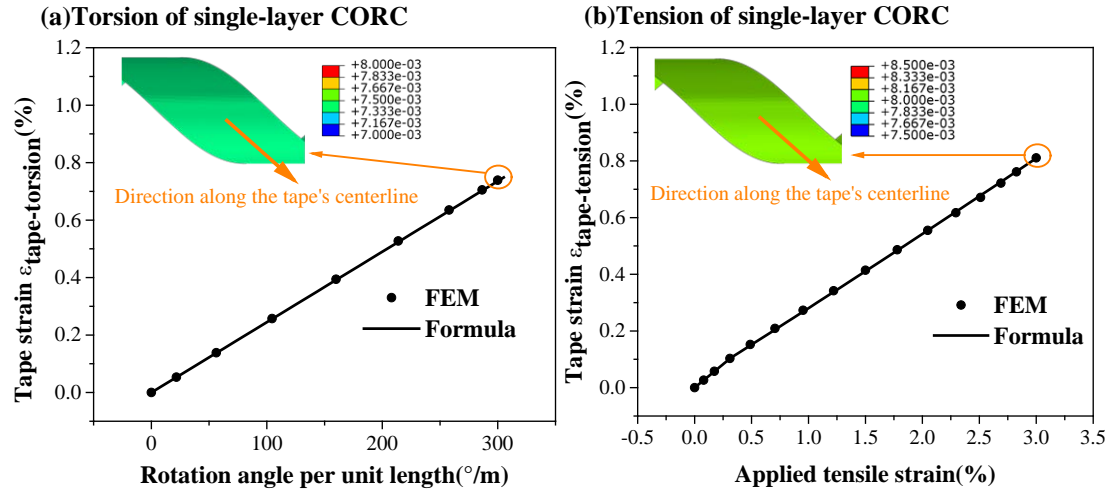 (a)Torsion of single-layer CORC
1.2
1.0
0.8
0.6
0.4
0.2
0.0
Tape strain εtape-torsion(%)
+8.000e-03
+7.833e-03
+7.667e-03
+7.500e-03
+7.333e-03
+7.167e-03
+7.000e-03
Direction along the tape's centerline
FEM
Formula
0
100
200
300
Rotation angle per unit length(°/m)
(b)Tension of single-layer CORC
1.2
1.0
0.8
0.6
0.4
0.2
0.0
Tape strain εtape-tension(%)
+8.500e-03
+8.333e-03
+8.167e-03
+8.000e-03
+7.833e-03
+7.667e-03
+7.500e-03
Direction along the tape's centerline
FEM
Formula
-0.5
0.0
0.5
1.0
1.5
2.0
2.5
3.0
3.5
Applied tensile strain(%)